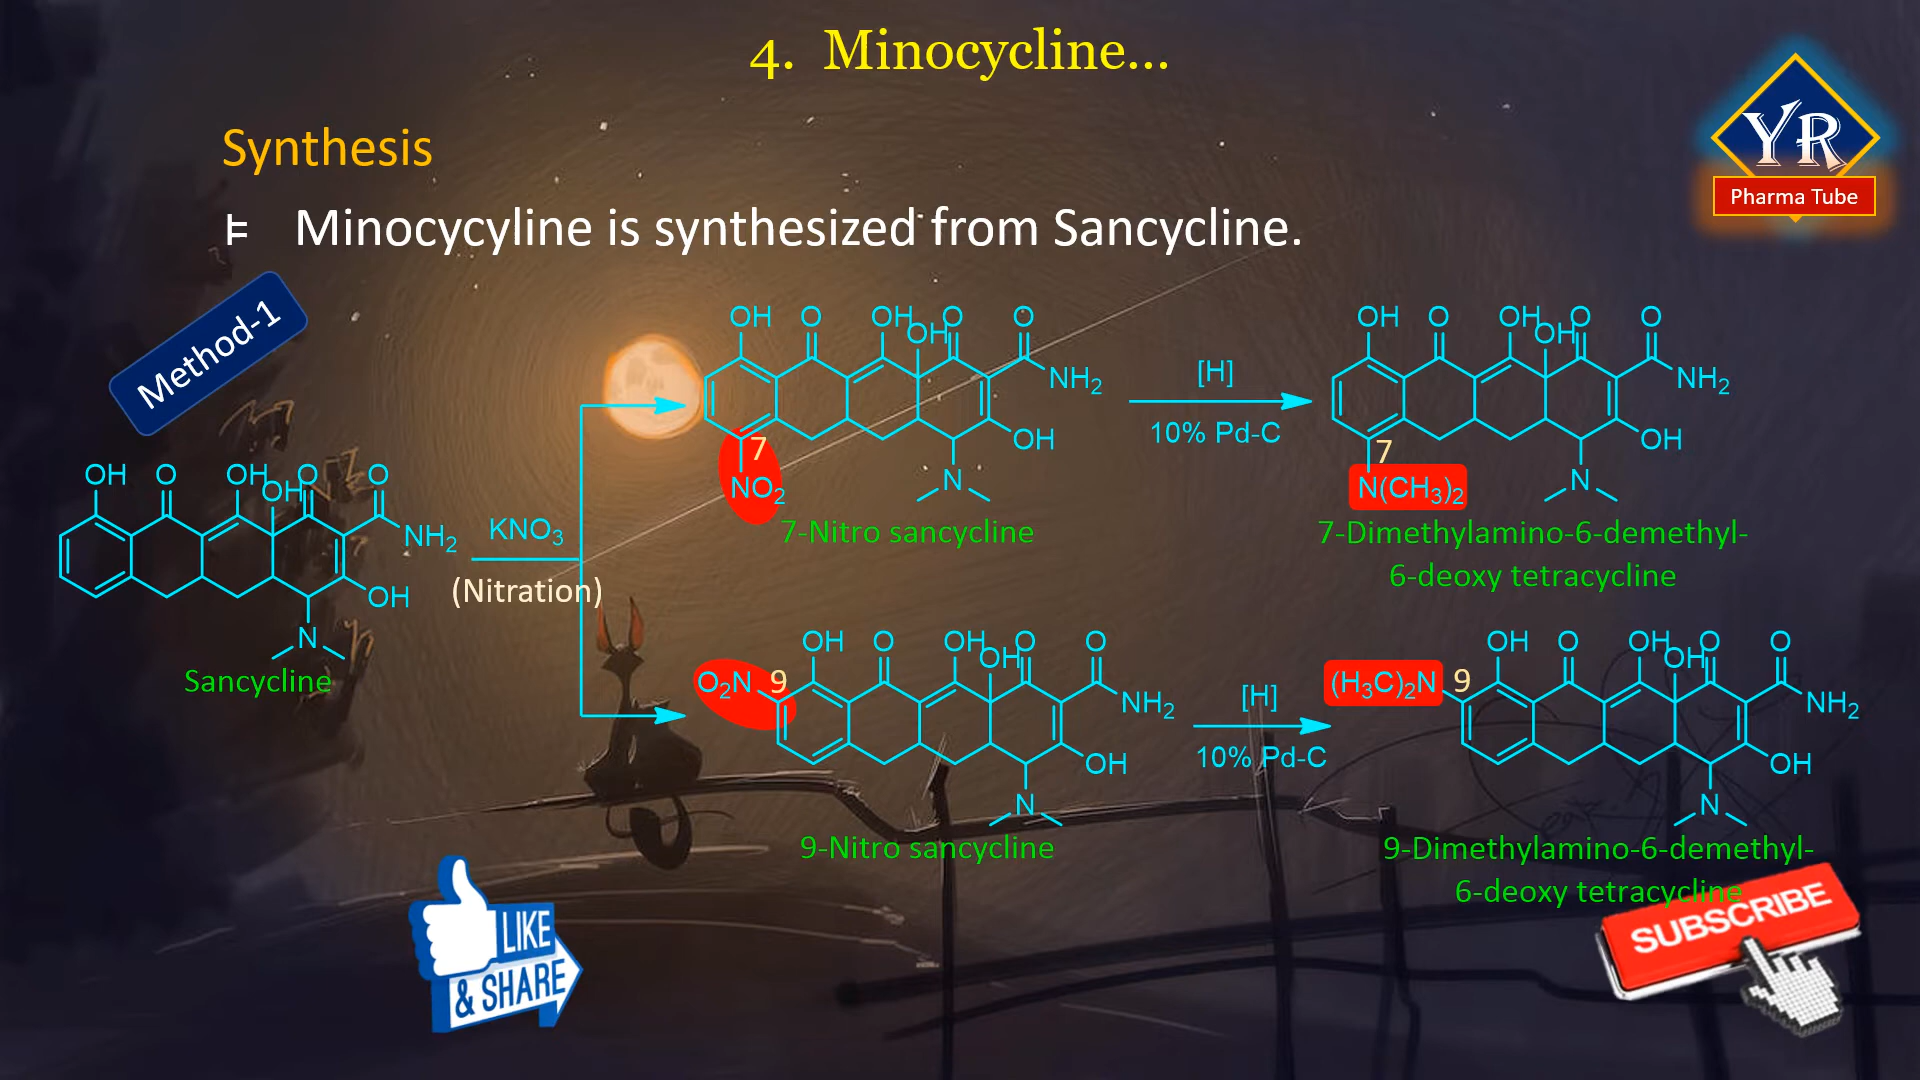 4. Minocycline...
YR
Pharma Tube
Synthesis
Minocycyline is synthesized from Sancycline.
Method-1
OH O OH OH O O
NH2
OH
N
Sancycline
KNO3
(Nitration)
OH O OH OH O O
NH2
OH
7
NO2
N
7-Nitro sancycline
[H]
10% Pd-C
OH O OH OH O O
NH2
OH
7
N(CH3)2
N
7-Dimethylamino-6-demethyl-
6-deoxy tetracycline
OH O OH OH O O
O2N 9
NH2
OH
N
9-Nitro sancycline
[H]
10% Pd-C
OH O OH OH O O
(H3C)2N 9
NH2
OH
N
9-Dimethylamino-6-demethyl-
6-deoxy tetracycline
LIKE
& SHARE
SUBSCRIBE